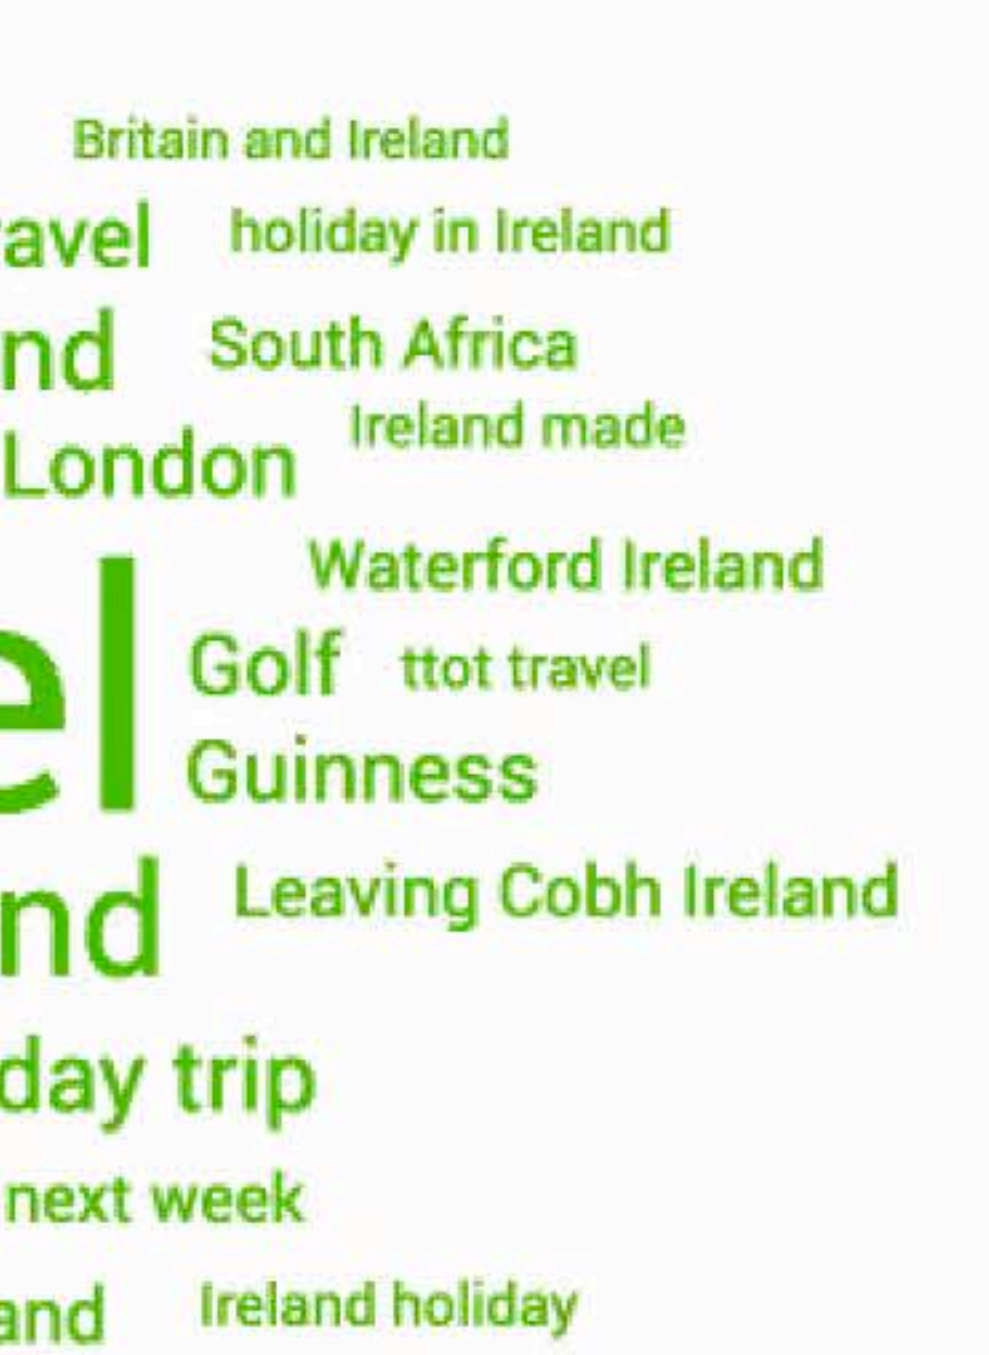 Britain and Ireland
avel holiday in Ireland
nd South Africa
Ireland made
London
Waterford Ireland
el
Golf ttot travel
Guinness
nd Leaving Cobh Ireland
day trip
next week
and Ireland holiday